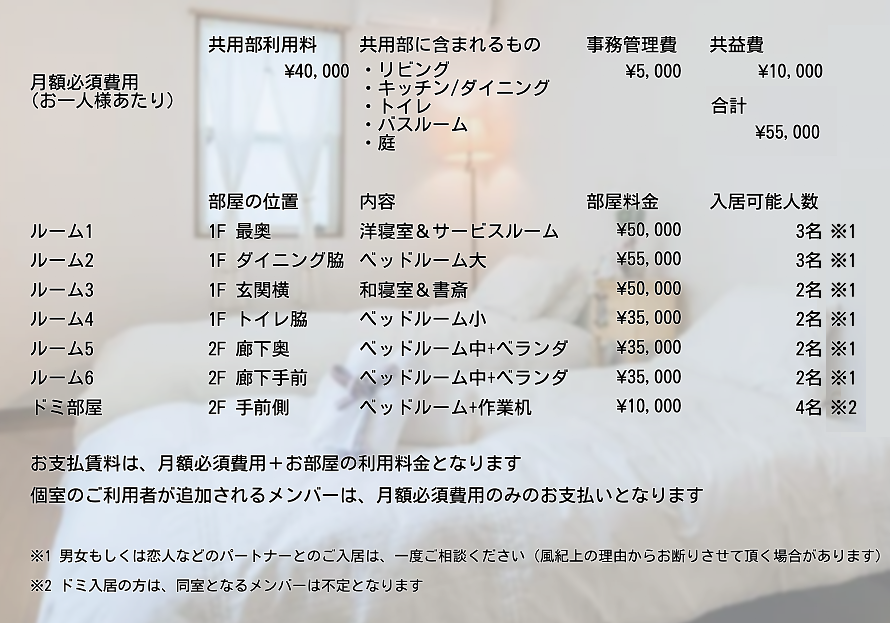 共用部利用料 共用部に含まれるもの 事務管理費 共益費
月額必須費用
（お一人様あたり）
¥40,000 ・リビング ¥5,000 ¥10,000
・キッチン/ダイニング
・トイレ 合計
・バスルーム ¥55,000
・庭
部屋の位置 内容 部屋料金 入居可能人数
ルーム1 1F 最奥 洋寝室＆サービスルーム ¥50,000 3名 ※1
ルーム2 1F ダイニング脇 ベッドルーム大 ¥55,000 3名 ※1
ルーム3 1F 玄関横 和寝室＆書斎 ¥50,000 2名 ※1
ルーム4 1F トイレ脇 ベッドルーム小 ¥35,000 2名 ※1
ルーム5 2F 廊下奥 ベッドルーム中+ベランダ ¥35,000 2名 ※1
ルーム6 2F 廊下手前 ベッドルーム中+ベランダ ¥35,000 2名 ※1
ドミ部屋 2F 手前側 ベッドルーム+作業机 ¥10,000 4名 ※2
お支払賃料は、月額必須費用＋お部屋の利用料金となります
個室のご利用者が追加されるメンバーは、月額必須費用のみのお支払いとなります
※1 男女もしくは恋人などのパートナーとのご入居は、一度ご相談ください（風紀上の理由からお断りさせて頂く場合があります）
※2 ドミ入居の方は、同室となるメンバーは不定となります